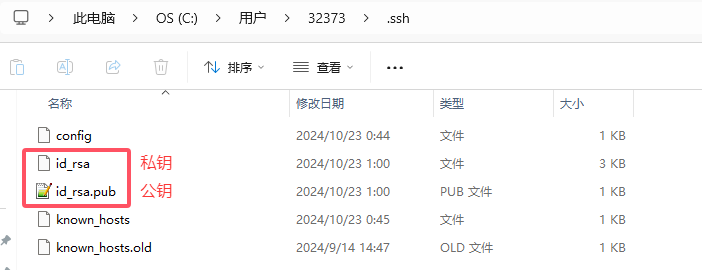 此电脑 > OS (C:) > 用户 > 32373 > .ssh
排序 查看 ...
名称 修改日期 类型 大小
config 2024/10/23 0:44 文件 1 KB
id_rsa 私钥 2024/10/23 1:00 文件 3 KB
id_rsa.pub 公钥 2024/10/23 1:00 PUB 文件 1 KB
known_hosts 2024/10/23 0:45 文件 1 KB
known_hosts.old 2024/9/14 14:47 OLD 文件 1 KB